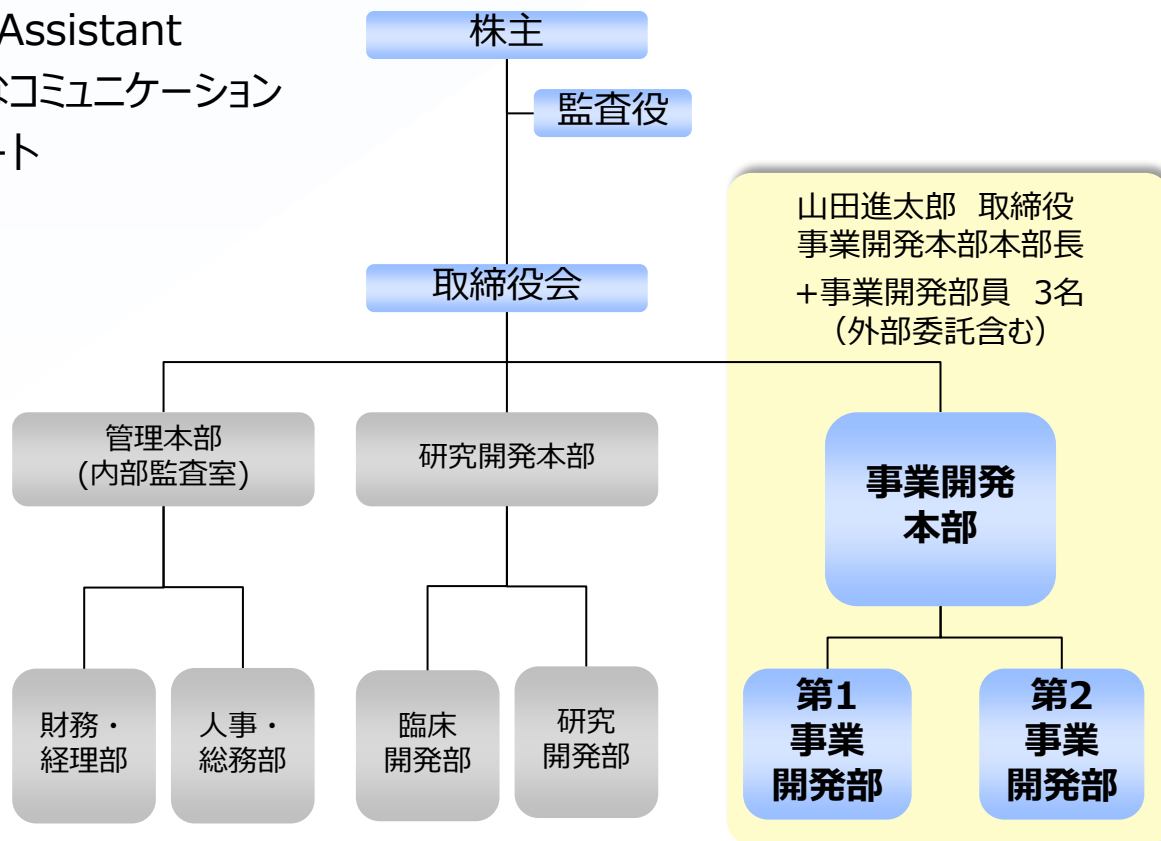 Assistant
なコミュニケーション
ート
株主
監査役
取締役会
山田進太郎 取締役
事業開発本部本部長
+事業開発部員 3名
（外部委託含む）
管理本部
(内部監査室)
研究開発本部
事業開発
本部
財務・
経理部
人事・
総務部
臨床
開発部
研究
開発部
第1
事業
開発部
第2
事業
開発部